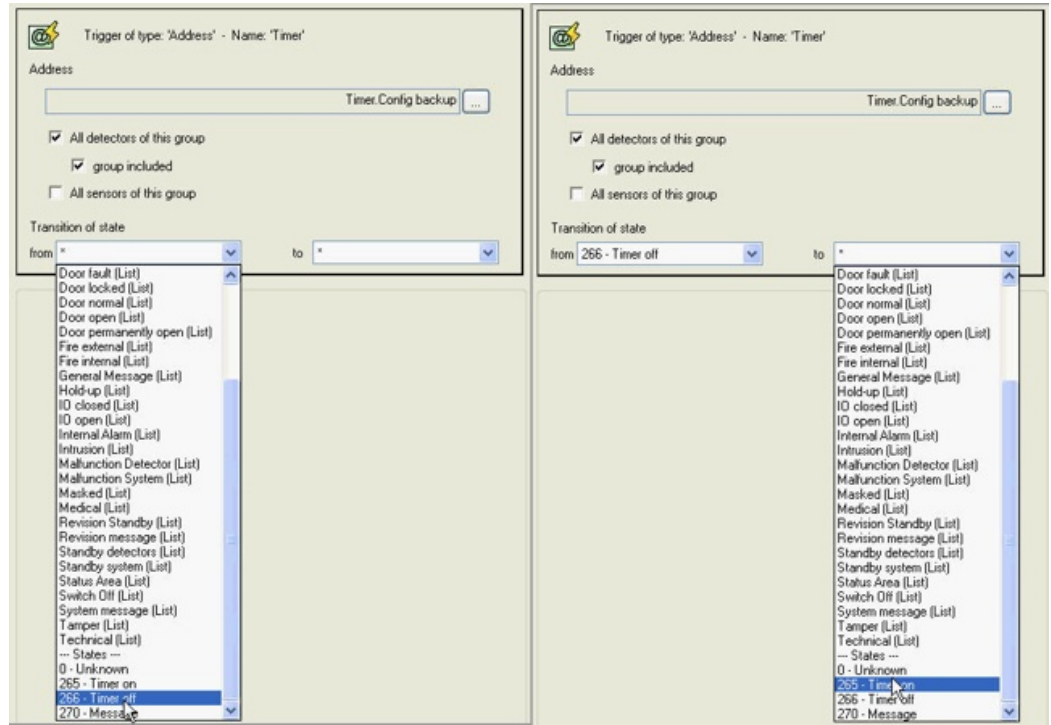 Trigger of type: 'Address' - Name: 'Timer'
Address
Timer.Config backup ...
All detectors of this group
group included
All sensors of this group
Transition of state
from * to *
Door fault (List)
Door locked (List)
Door normal (List)
Door open (List)
Door permanently open (List)
Fire external (List)
Fire internal (List)
General Message (List)
Hold-up (List)
IO closed (List)
IO open (List)
Internal Alarm (List)
Intrusion (List)
Malfunction Detector (List)
Malfunction System (List)
Masked (List)
Medical (List)
Revision Standby (List)
Revision message (List)
Standby detectors (List)
Standby system (List)
Status Area (List)
Switch Off (List)
System message (List)
Tamper (List)
Technical (List)
--- States ---
0 - Unknown
265 - Timer on
266 - Timer off
270 - Message
Trigger of type: 'Address' - Name: 'Timer'
Address
Timer.Config backup ...
All detectors of this group
group included
All sensors of this group
Transition of state
from 266 - Timer off to *
Door fault (List)
Door locked (List)
Door normal (List)
Door open (List)
Door permanently open (List)
Fire external (List)
Fire internal (List)
General Message (List)
Hold-up (List)
IO closed (List)
IO open (List)
Internal Alarm (List)
Intrusion (List)
Malfunction Detector (List)
Malfunction System (List)
Masked (List)
Medical (List)
Revision Standby (List)
Revision message (List)
Standby detectors (List)
Standby system (List)
Status Area (List)
Switch Off (List)
System message (List)
Tamper (List)
Technical (List)
--- States ---
0 - Unknown
265 - Timer on
266 - Timer off
270 - Message